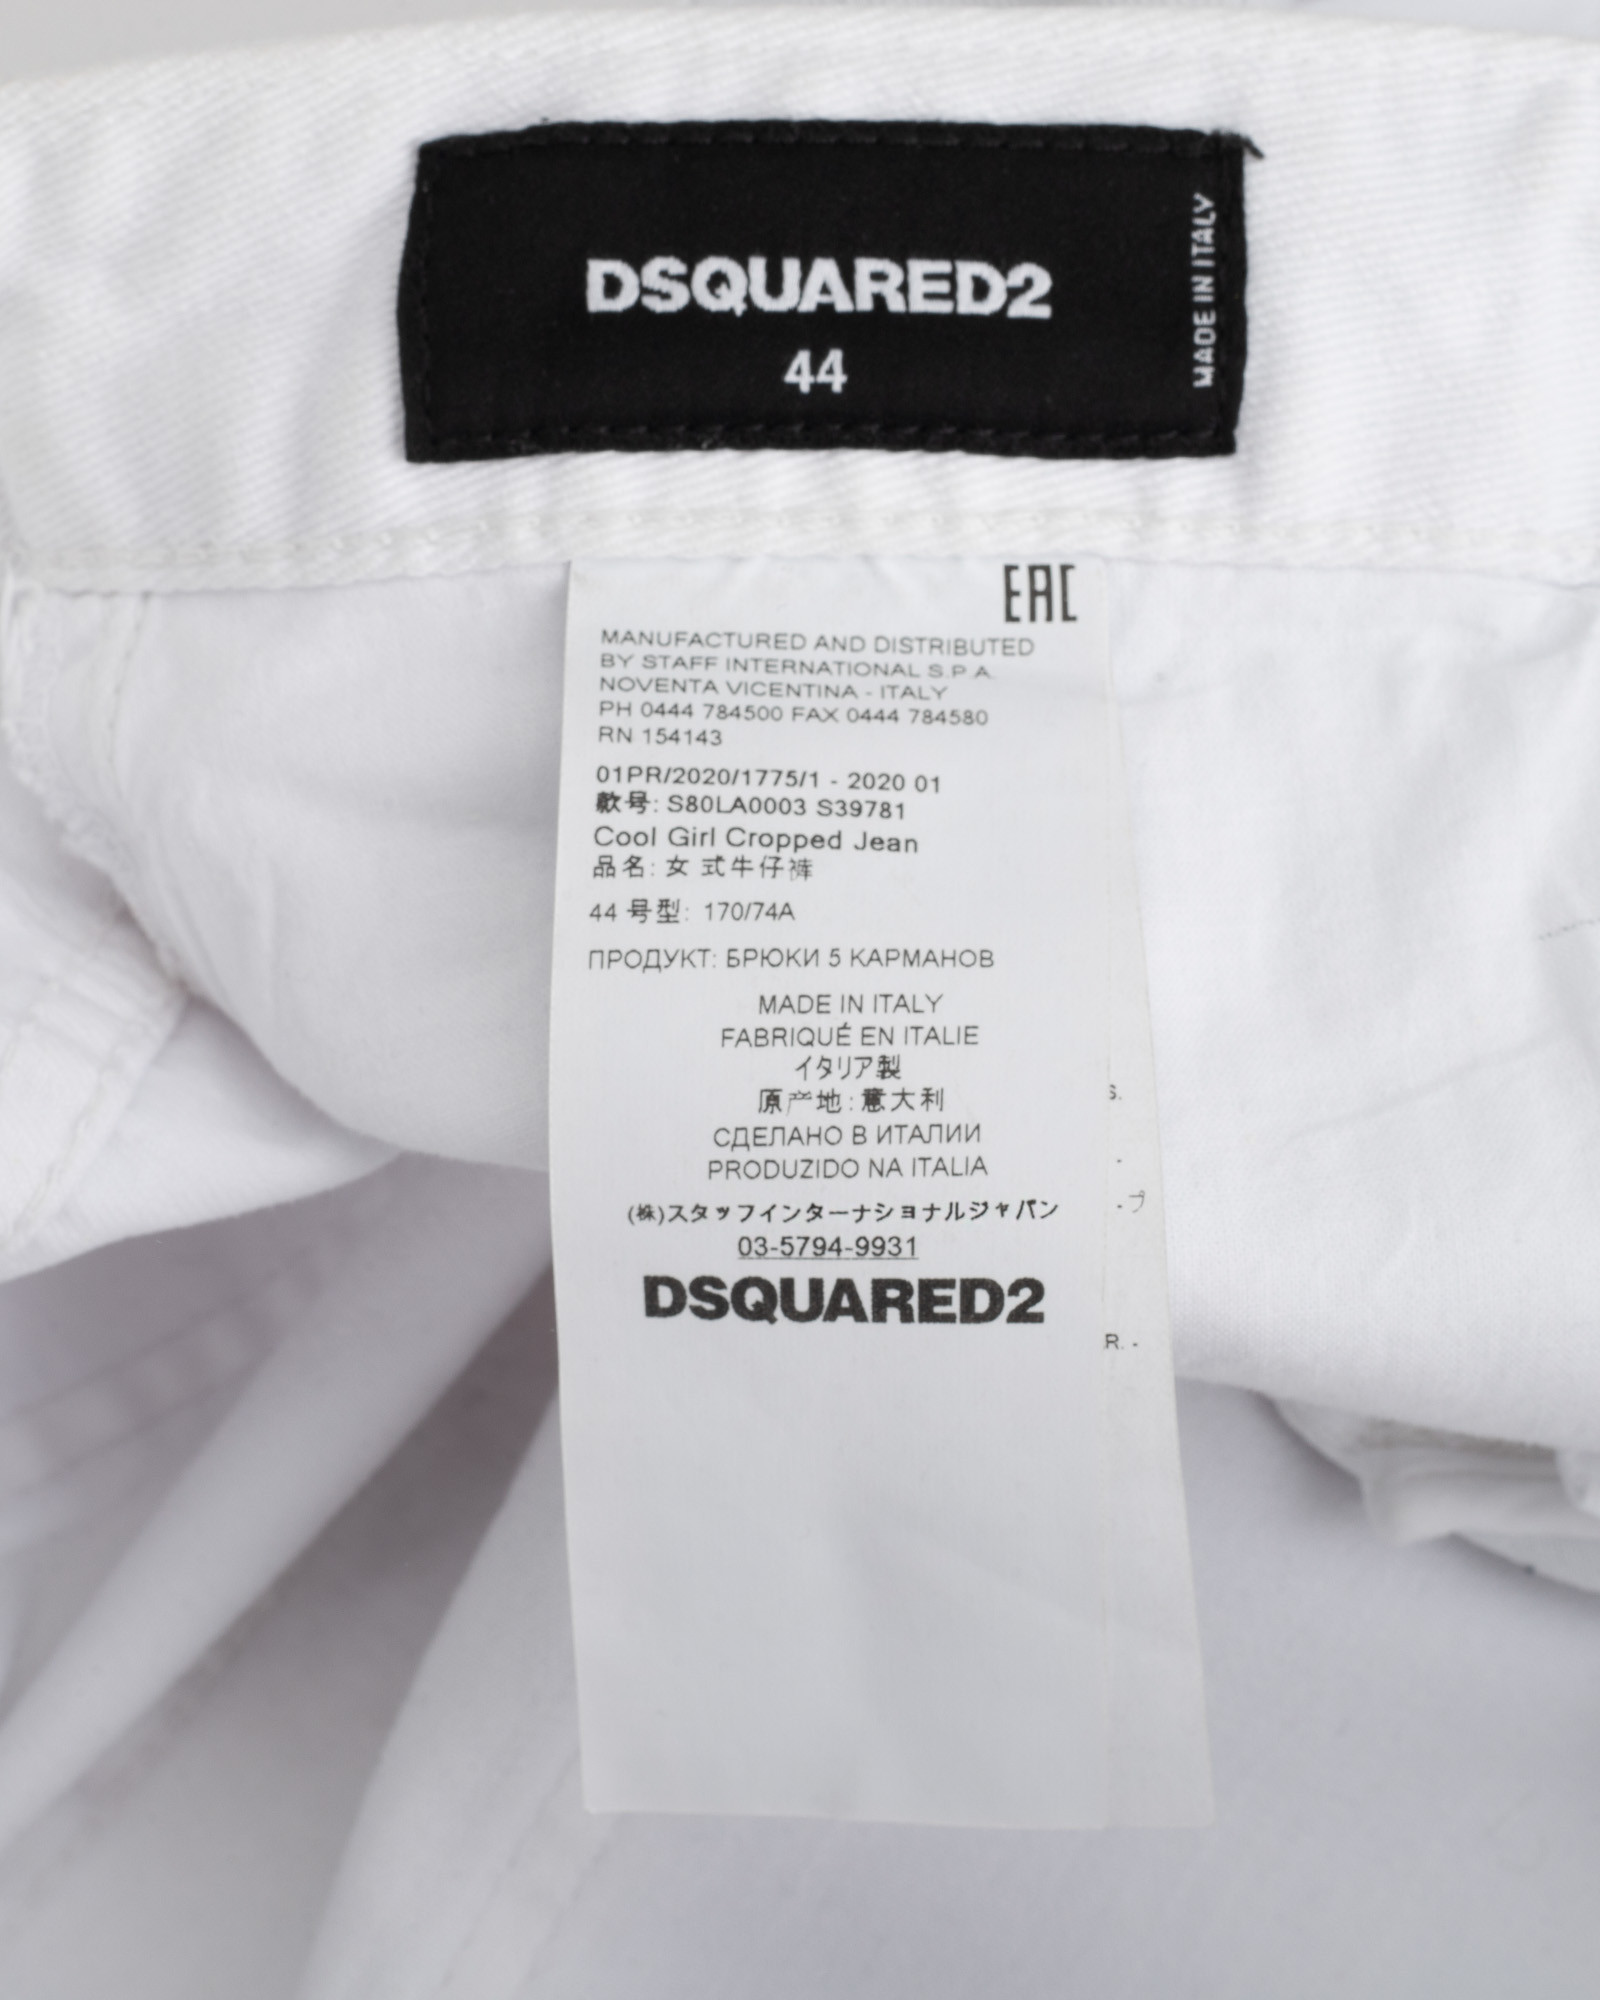 DSQUARED2
44
MADE IN ITALY
EAC
MANUFACTURED AND DISTRIBUTED
BY STAFF INTERNATIONAL S.P.A.
NOVENTA VICENTINA - ITALY
PH 0444 784500 FAX 0444 784580
RN 154143
01PR/2020/1775/1 - 2020 01
款号: S80LA0003 S39781
Cool Girl Cropped Jean
品名: 女 式牛仔裤
44 号型: 170/74A
ПРОДУКТ: БРЮКИ 5 КАРМАНОВ
MADE IN ITALY
FABRIQUÉ EN ITALIE
イタリア製
原产地: 意大利
СДЕЛАНО В ИТАЛИИ
PRODUZIDO NA ITALIA
(株)スタッフインターナショナルジャパン
03-5794-9931
DSQUARED2
S.
-
-プ
R. -